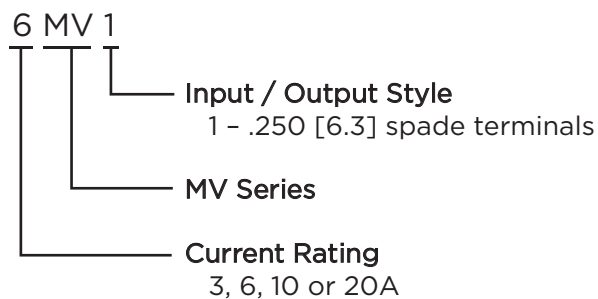 6 MV 1
Input / Output Style
1 – .250 [6.3] spade terminals
MV Series
Current Rating
3, 6, 10 or 20A